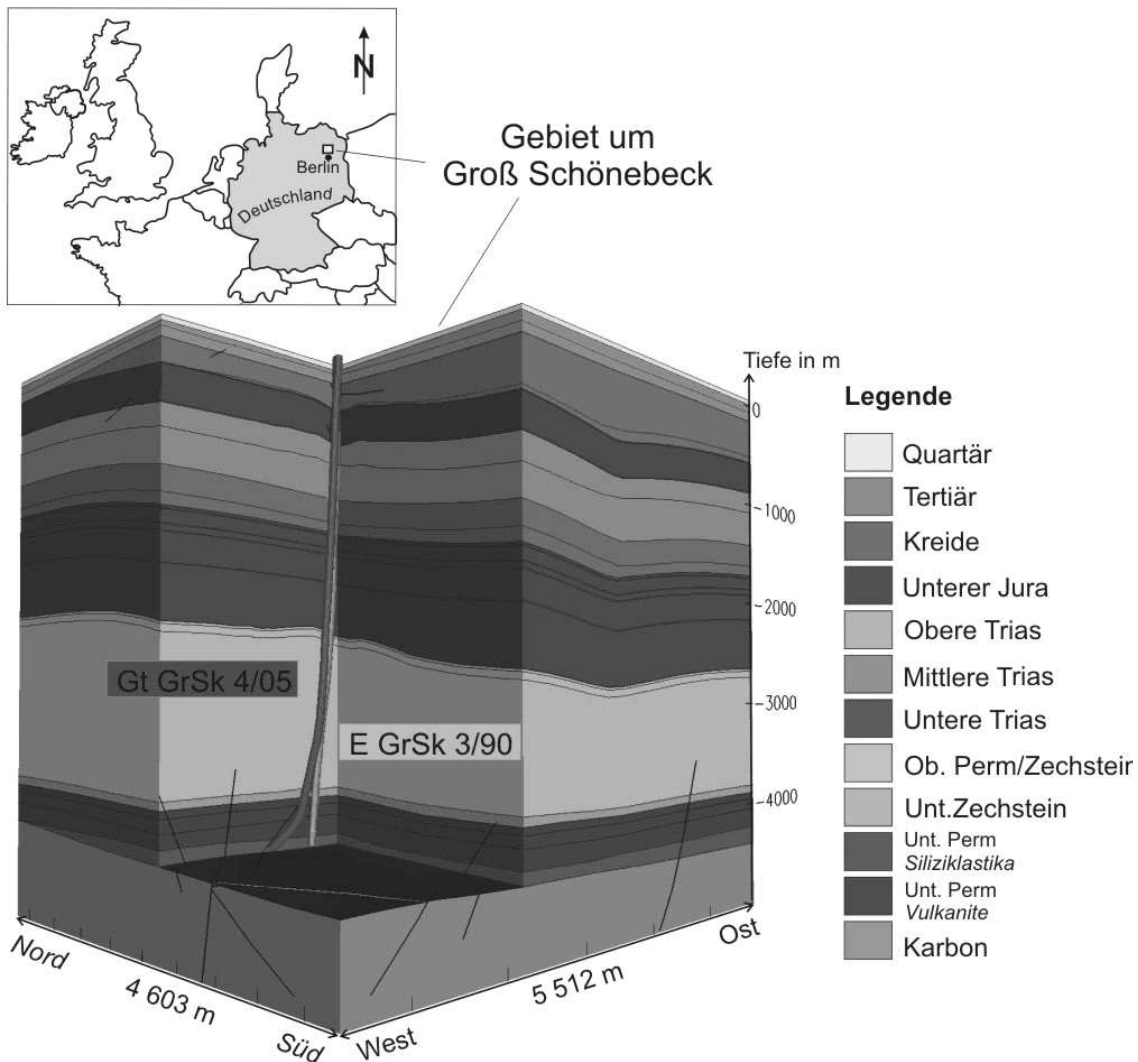 N
Berlin
Deutschland
Gebiet um
Groß Schönebeck
Tiefe in m
0
-1000
-2000
-3000
-4000
Gt GrSk 4/05
E GrSk 3/90
Nord
4 603 m
Süd
West
5 512 m
Ost
Legende
Quartär
Tertiär
Kreide
Unterer Jura
Obere Trias
Mittlere Trias
Untere Trias
Ob. Perm/Zechstein
Unt.Zechstein
Unt. Perm
Siliziklastika
Unt. Perm
Vulkanite
Karbon